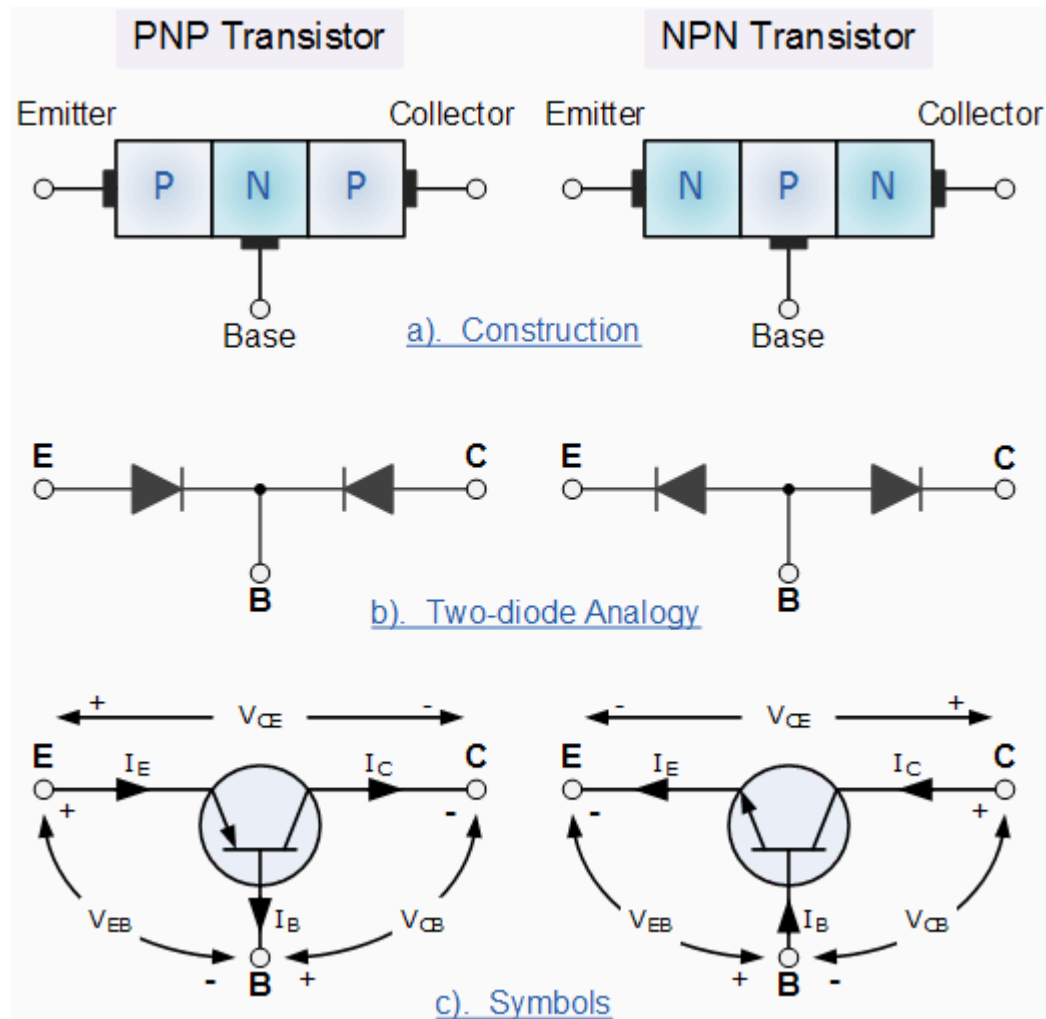 PNP Transistor NPN Transistor
Emitter Collector Emitter Collector
P N P N P N
Base Base
a). Construction
E C E C
B B
b). Two-diode Analogy
+ VCE - - VCE +
E IE IC C E IE IC C
+ - - +
VEB IB VCB VEB IB VCB
- B + + B -
c). Symbols